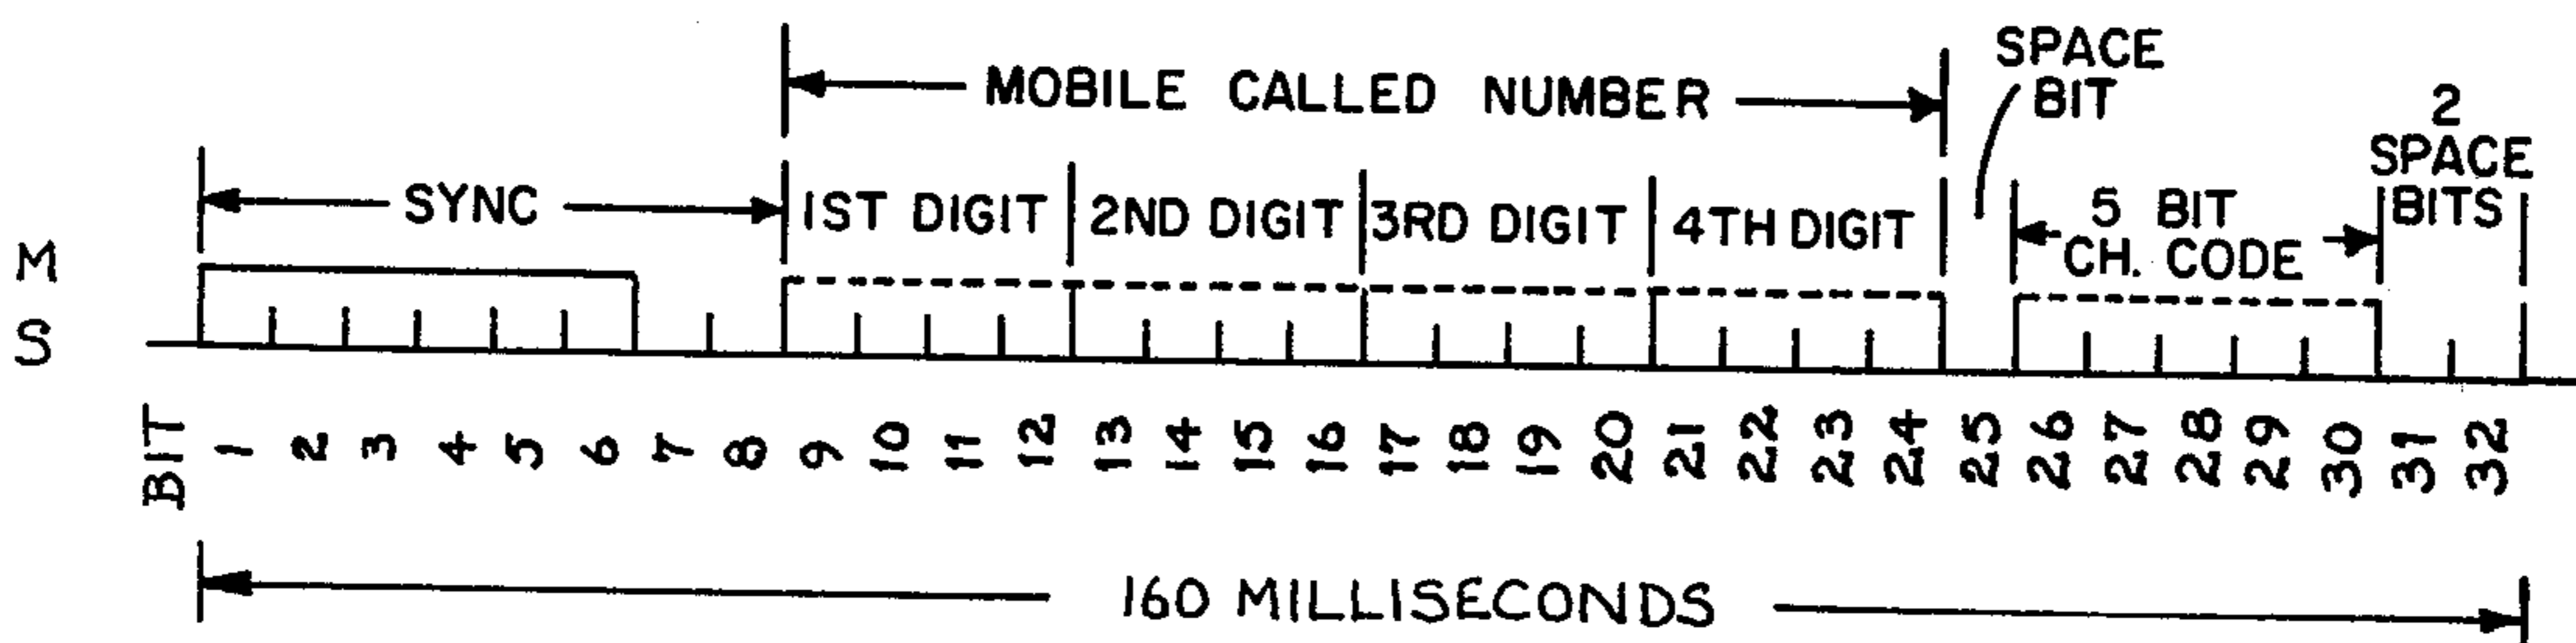 MOBILE CALLED NUMBER
SPACE
BIT
2
SPACE
BITS
SYNC
1ST DIGIT
2ND DIGIT
3RD DIGIT
4TH DIGIT
5 BIT
CH. CODE
M
S
BIT 1 2 3 4 5 6 7 8 9 10 11 12 13 14 15 16 17 18 19 20 21 22 23 24 25 26 27 28 29 30 31 32
160 MILLISECONDS